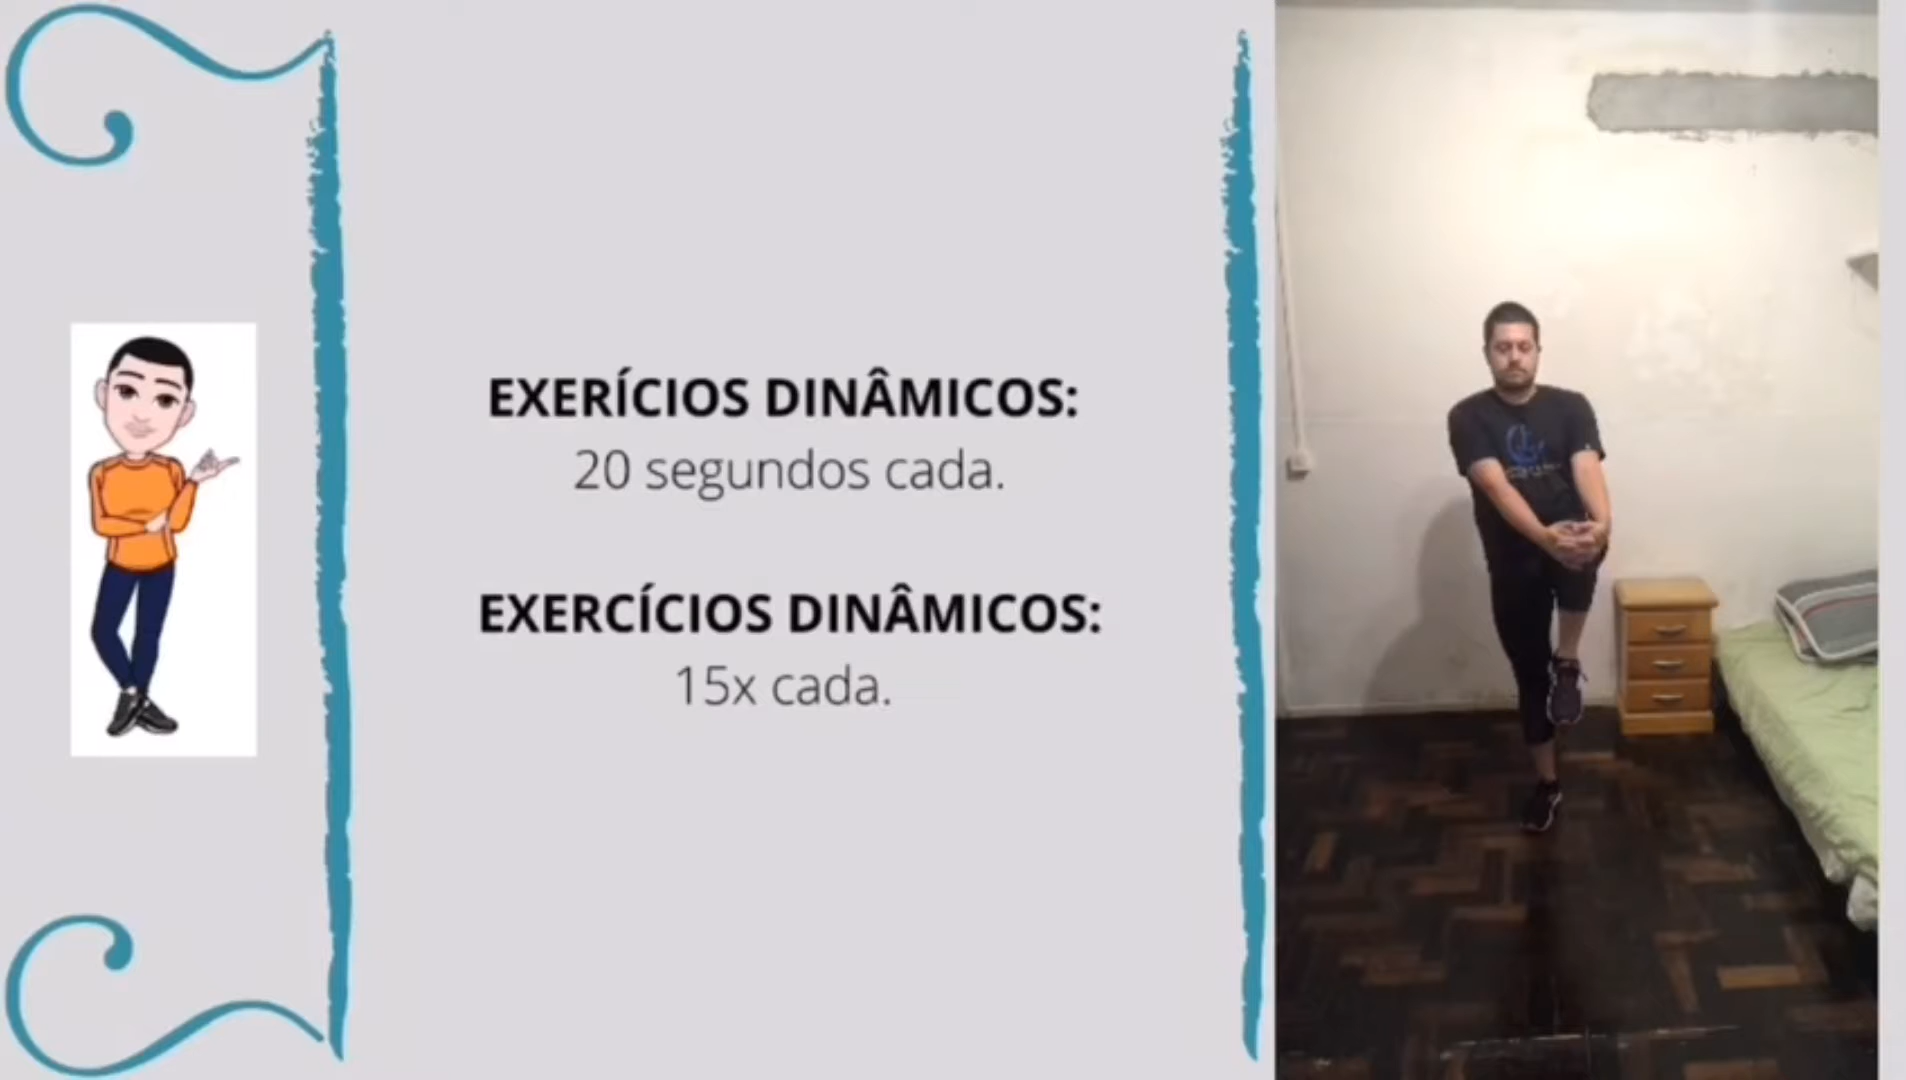 EXERÍCIOS DINÂMICOS:
20 segundos cada.
EXERCÍCIOS DINÂMICOS:
15x cada.